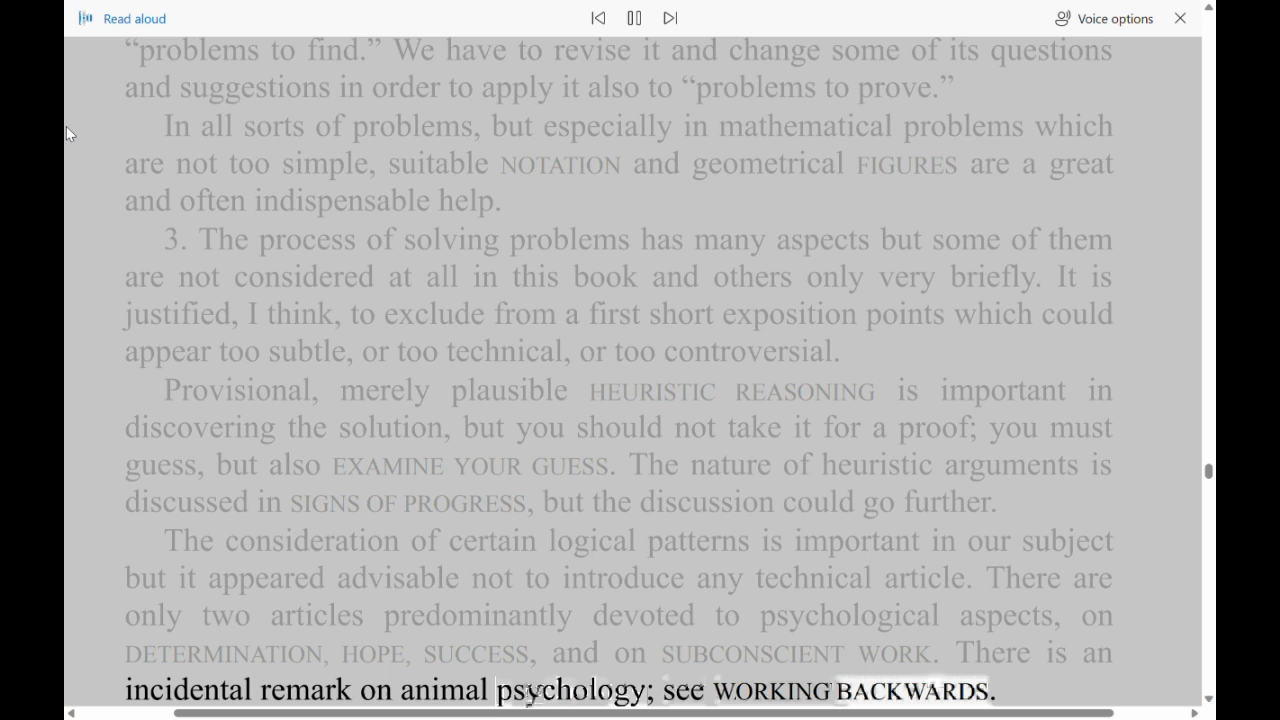 Read aloud
Voice options
“problems to find.” We have to revise it and change some of its questions
and suggestions in order to apply it also to “problems to prove.”
In all sorts of problems, but especially in mathematical problems which
are not too simple, suitable NOTATION and geometrical FIGURES are a great
and often indispensable help.
3. The process of solving problems has many aspects but some of them
are not considered at all in this book and others only very briefly. It is
justified, I think, to exclude from a first short exposition points which could
appear too subtle, or too technical, or too controversial.
Provisional, merely plausible HEURISTIC REASONING is important in
discovering the solution, but you should not take it for a proof; you must
guess, but also EXAMINE YOUR GUESS. The nature of heuristic arguments is
discussed in SIGNS OF PROGRESS, but the discussion could go further.
The consideration of certain logical patterns is important in our subject
but it appeared advisable not to introduce any technical article. There are
only two articles predominantly devoted to psychological aspects, on
DETERMINATION, HOPE, SUCCESS, and on SUBCONSCIENT WORK. There is an
incidental remark on animal psychology; see WORKING BACKWARDS.